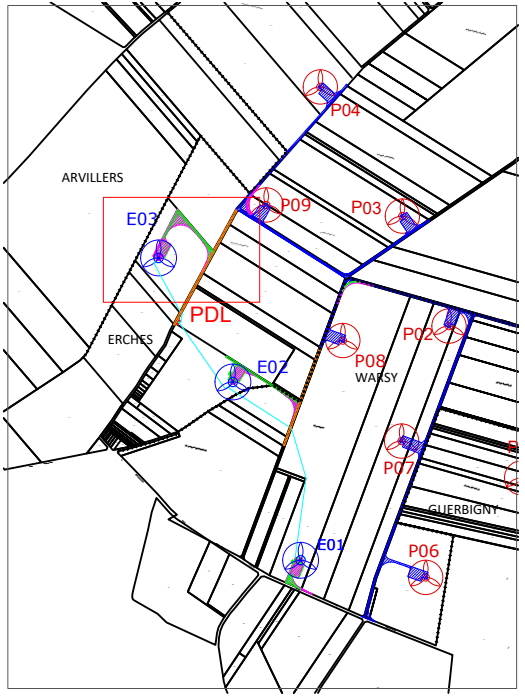 P04
ARVILLERS
P09
E03
P03
PDL
P02
ERCHES
P08
E02
WARSY
P07
GUERBIGNY
E01
P06